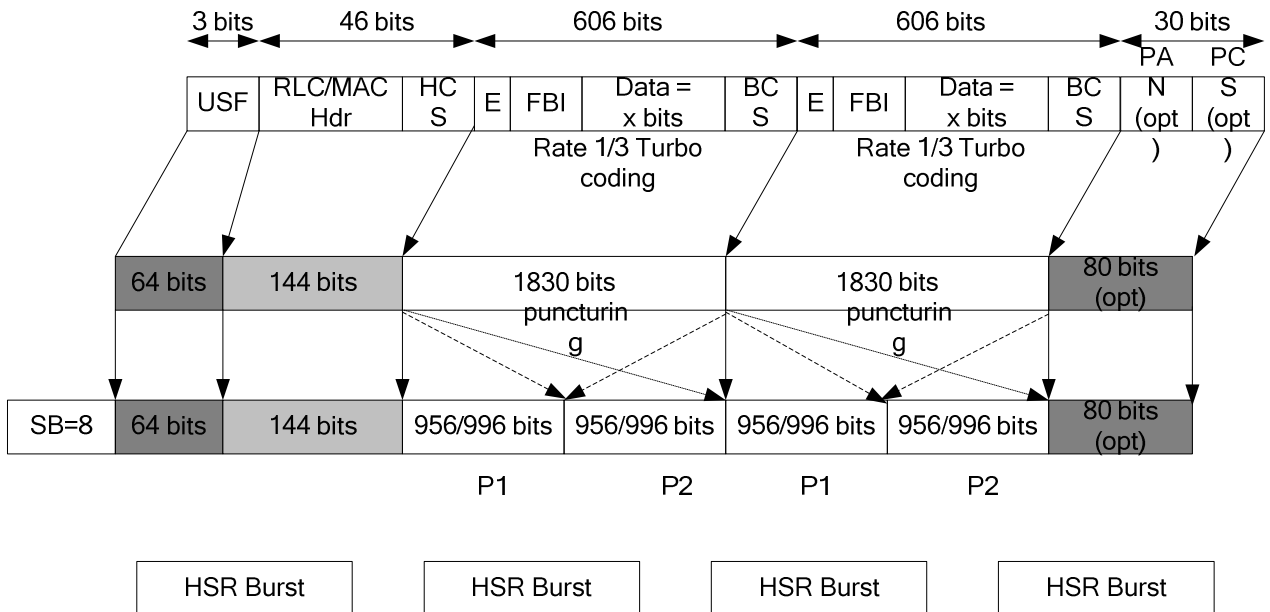 3 bits 46 bits 606 bits 606 bits 30 bits
USF
RLC/MAC
Hdr
HC
S
E
FBI
Data =
x bits
BC
S
E
FBI
Data =
x bits
BC
S
PA
N
(opt
)
PC
S
(opt
)
Rate 1/3 Turbo
coding
Rate 1/3 Turbo
coding
64 bits
144 bits
1830 bits
puncturin
g
1830 bits
puncturin
g
80 bits
(opt)
SB=8
64 bits
144 bits
956/996 bits
956/996 bits
956/996 bits
956/996 bits
80 bits
(opt)
P1 P2 P1 P2
HSR Burst HSR Burst HSR Burst HSR Burst